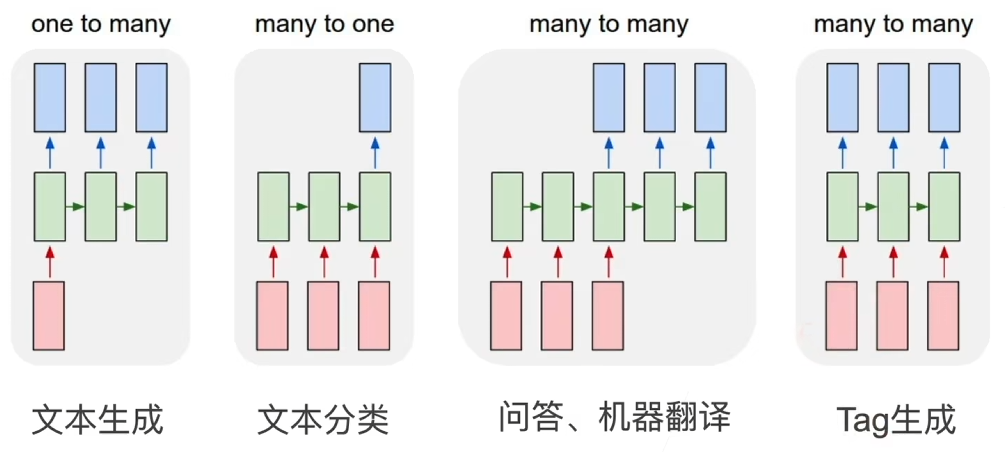 one to many
many to one
many to many
many to many
文本生成
文本分类
问答、机器翻译
Tag生成